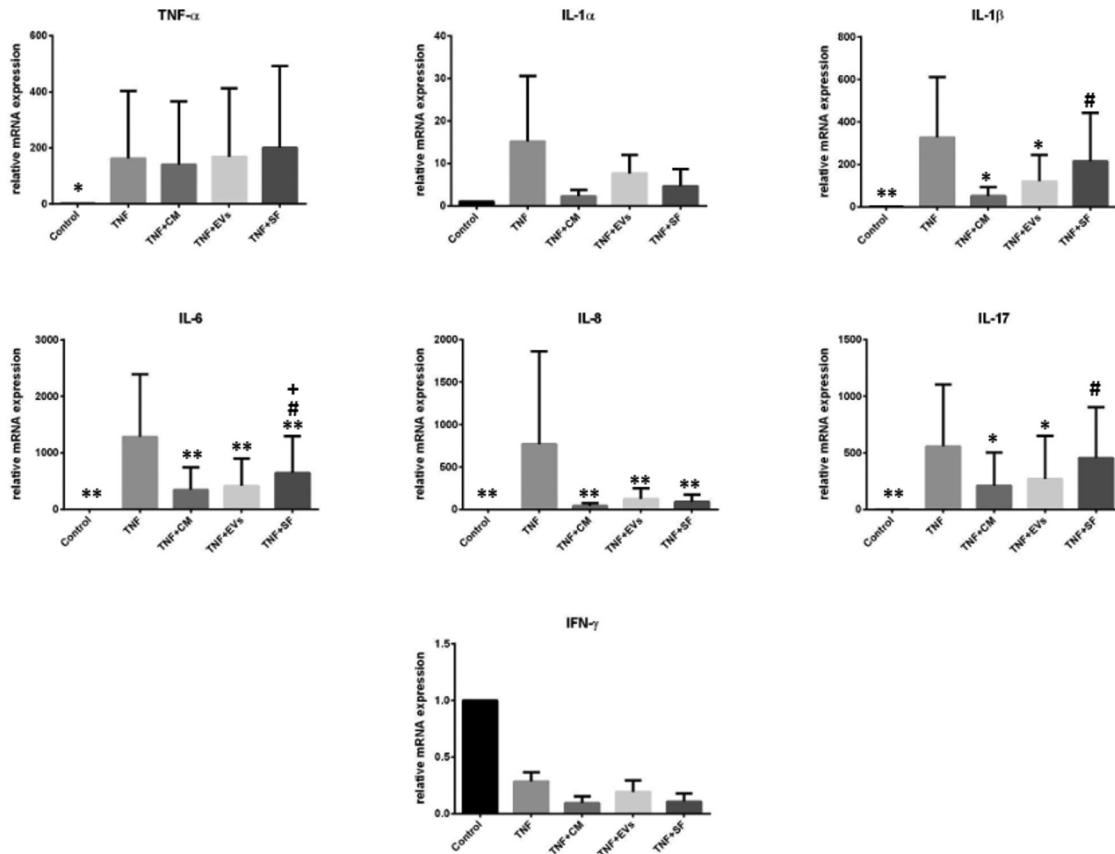 TNF-α
relative mRNA expression
600
400
200
0
*
Control
TNF
TNF+CM
TNF+EVs
TNF+SF
IL-1α
relative mRNA expression
40
30
20
10
0
Control
TNF
TNF+CM
TNF+EVs
TNF+SF
IL-1β
relative mRNA expression
800
600
400
200
0
**
*
*
#
Control
TNF
TNF+CM
TNF+EVs
TNF+SF
IL-6
relative mRNA expression
3000
2000
1000
0
**
**
**
+
#
**
Control
TNF
TNF+CM
TNF+EVs
TNF+SF
IL-8
relative mRNA expression
2000
1500
1000
500
0
**
**
**
**
Control
TNF
TNF+CM
TNF+EVs
TNF+SF
IL-17
relative mRNA expression
1500
1000
500
0
**
*
*
#
Control
TNF
TNF+CM
TNF+EVs
TNF+SF
IFN-γ
relative mRNA expression
1.5
1.0
0.5
0.0
Control
TNF
TNF+CM
TNF+EVs
TNF+SF